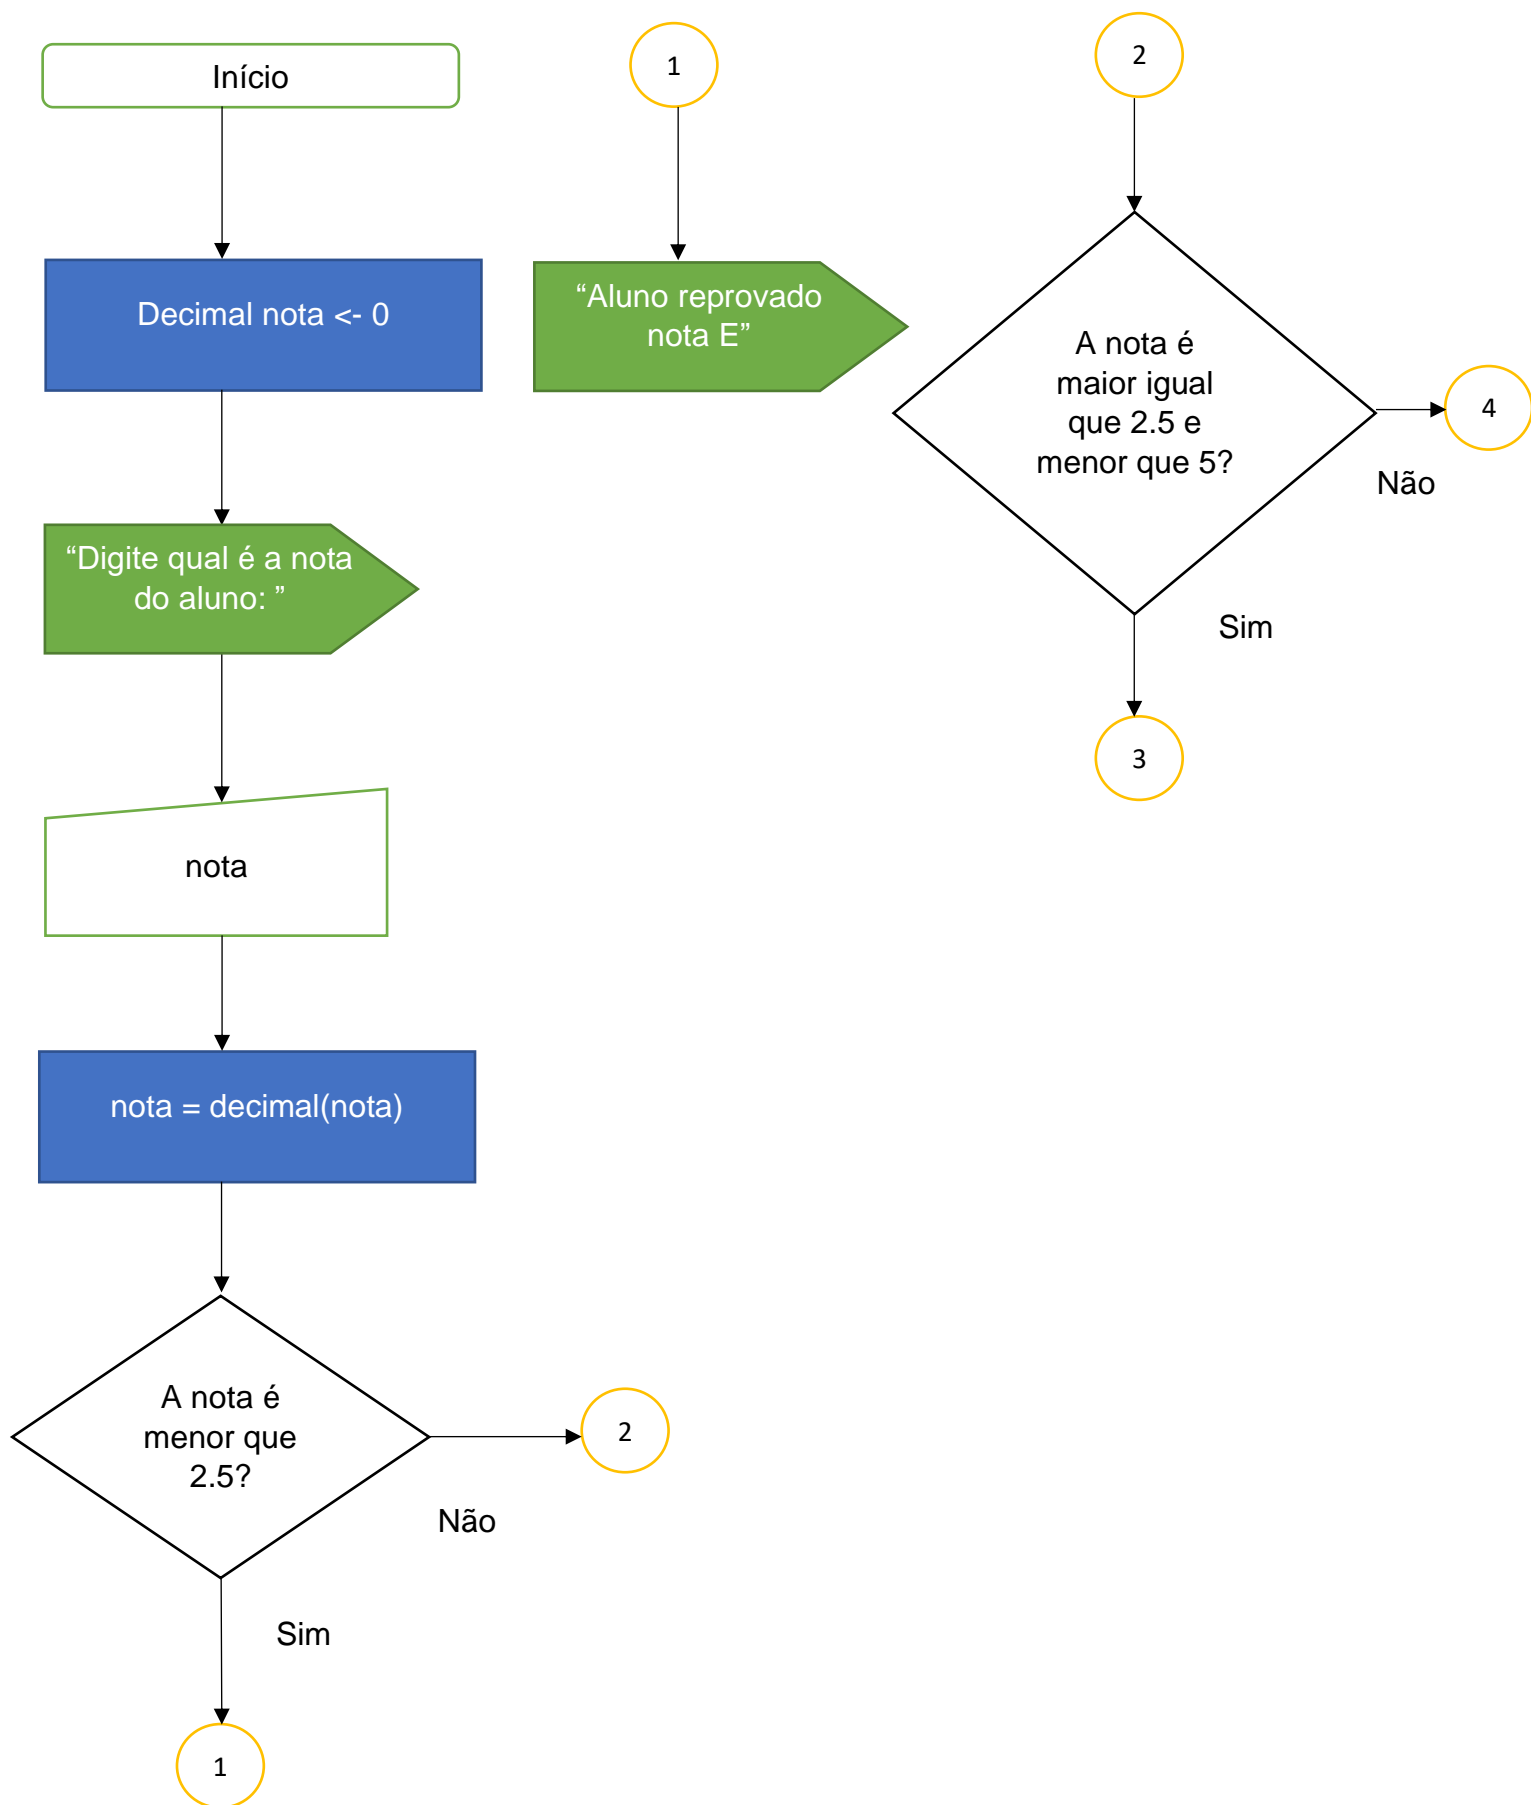 Início
Decimal nota <- 0
“Digite qual é a nota
do aluno: ”
nota
nota = decimal(nota)
A nota é
menor que
2.5?
2
Não
Sim
1
1
“Aluno reprovado
nota E”
2
A nota é
maior igual
que 2.5 e
menor que 5?
4
Não
Sim
3